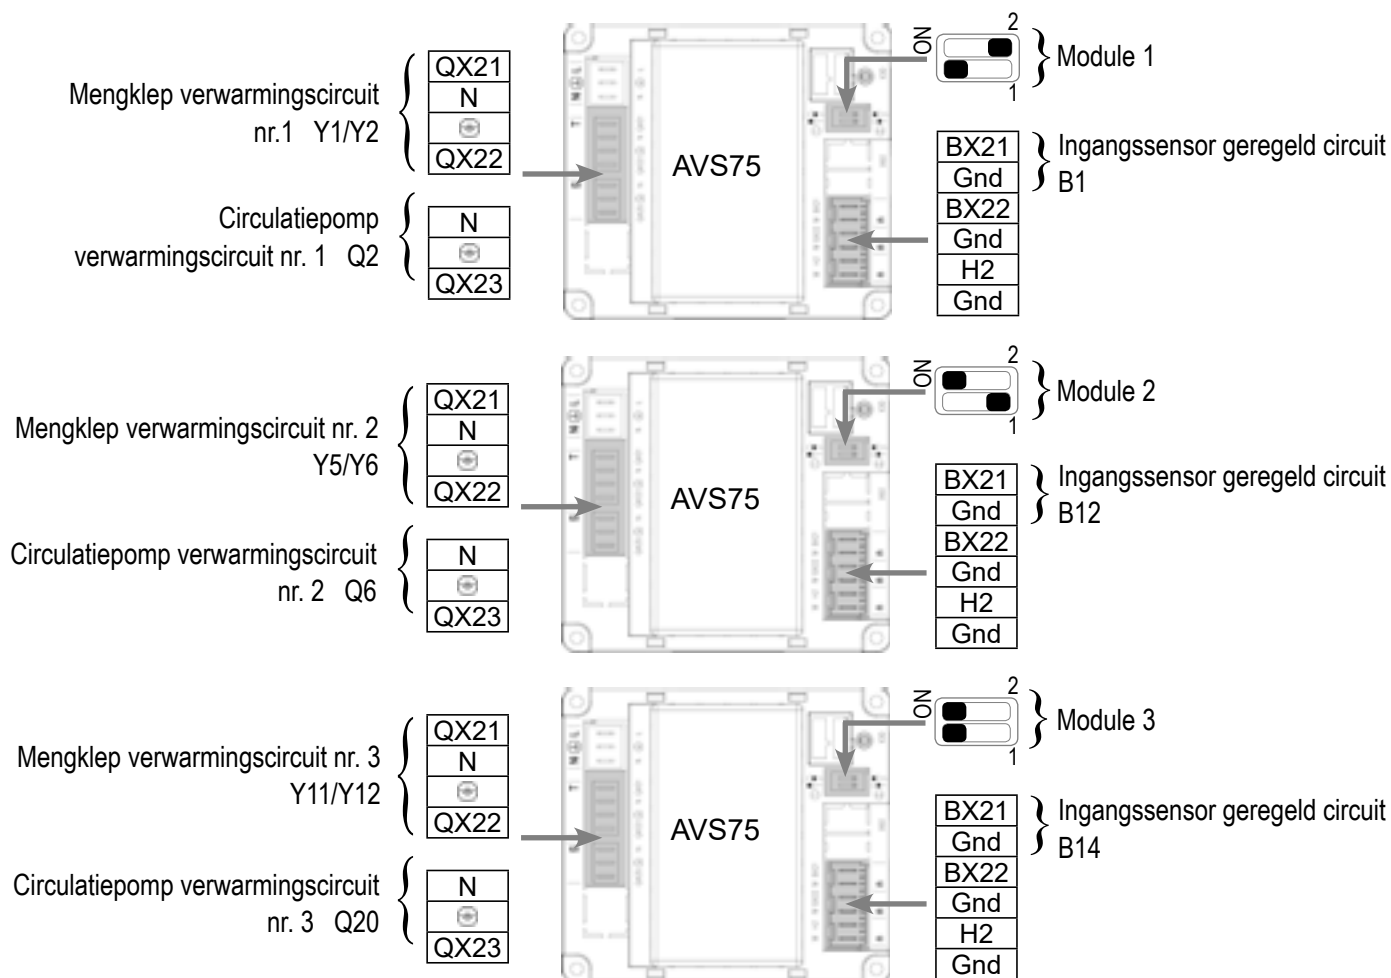 Mengklep verwarmingscircuit
nr.1 Y1/Y2
QX21
N
QX22
Circulatiepomp
verwarmingscircuit nr. 1 Q2
N
QX23
AVS75
ON
2
1
Module 1
BX21
Gnd
BX22
Gnd
H2
Gnd
Ingangssensor geregeld circuit
B1
Mengklep verwarmingscircuit nr. 2
Y5/Y6
QX21
N
QX22
Circulatiepomp verwarmingscircuit
nr. 2 Q6
N
QX23
AVS75
ON
2
1
Module 2
BX21
Gnd
BX22
Gnd
H2
Gnd
Ingangssensor geregeld circuit
B12
Mengklep verwarmingscircuit nr. 3
Y11/Y12
QX21
N
QX22
Circulatiepomp verwarmingscircuit
nr. 3 Q20
N
QX23
AVS75
ON
2
1
Module 3
BX21
Gnd
BX22
Gnd
H2
Gnd
Ingangssensor geregeld circuit
B14